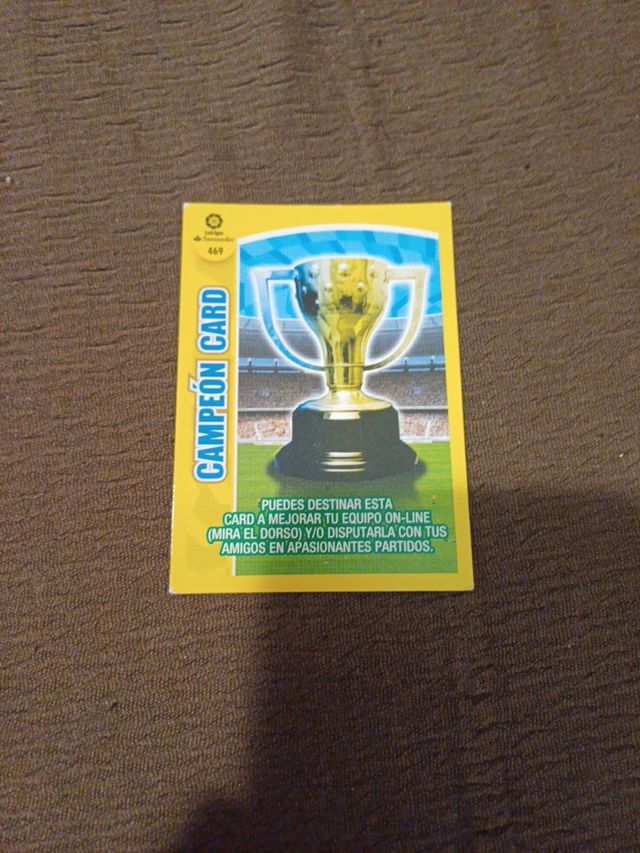 LaLiga
Santander
469
CAMPEÓN CARD
PUEDES DESTINAR ESTA
CARD A MEJORAR TU EQUIPO ON-LINE
(MIRA EL DORSO) Y/O DISPUTARLA CON TUS
AMIGOS EN APASIONANTES PARTIDOS.